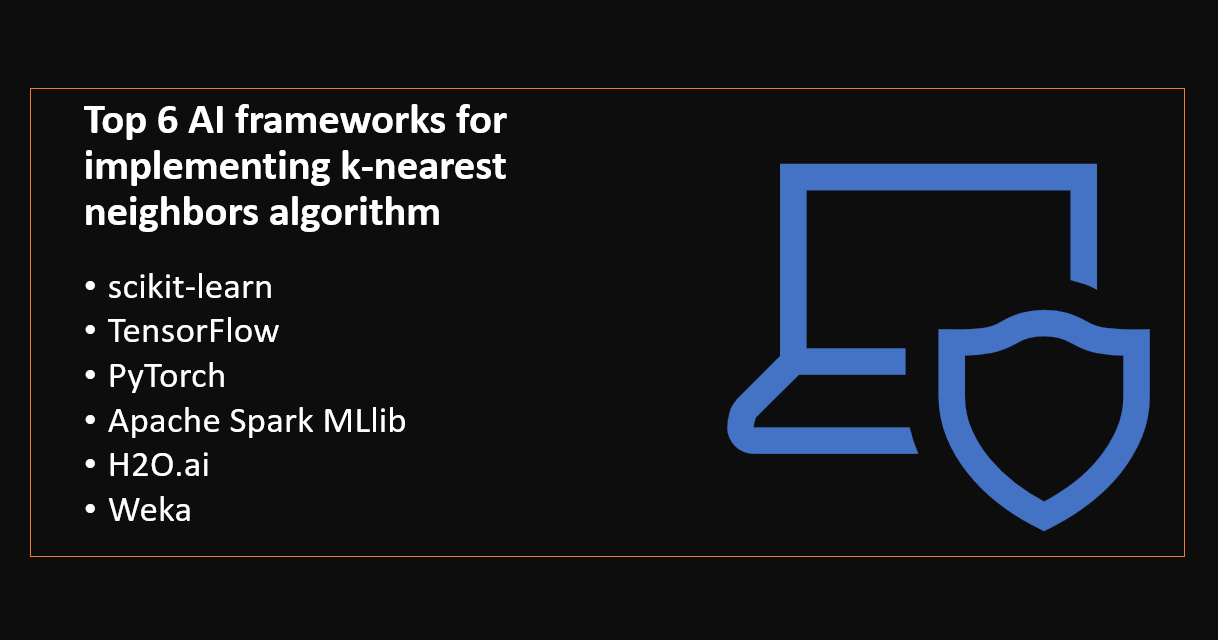 Top 6 AI frameworks for
implementing k-nearest
neighbors algorithm
• scikit-learn
• TensorFlow
• PyTorch
• Apache Spark MLlib
• H2O.ai
• Weka